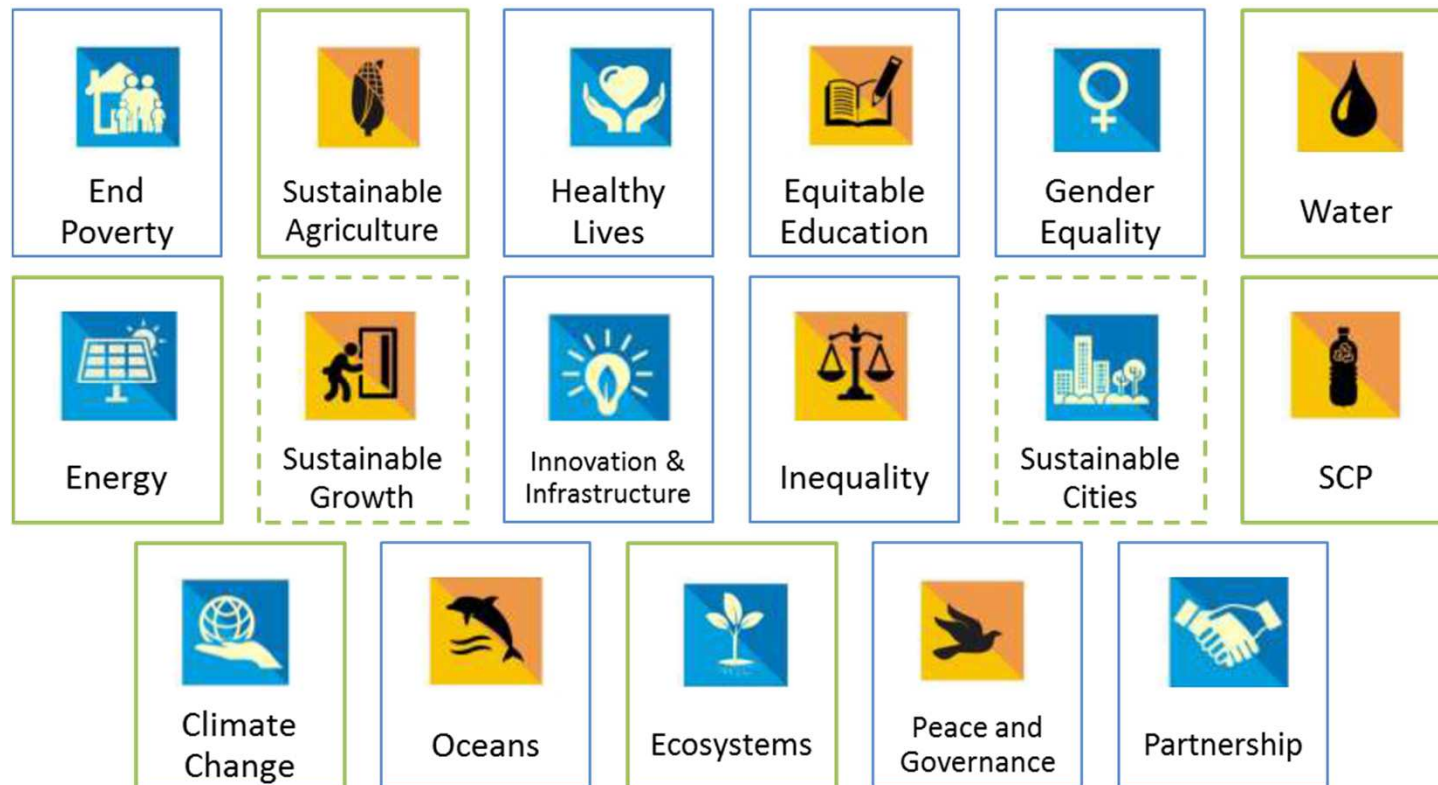 End
Poverty
Sustainable
Agriculture
Healthy
Lives
Equitable
Education
Gender
Equality
Water
Energy
Sustainable
Growth
Innovation &
Infrastructure
Inequality
Sustainable
Cities
SCP
Climate
Change
Oceans
Ecosystems
Peace and
Governance
Partnership